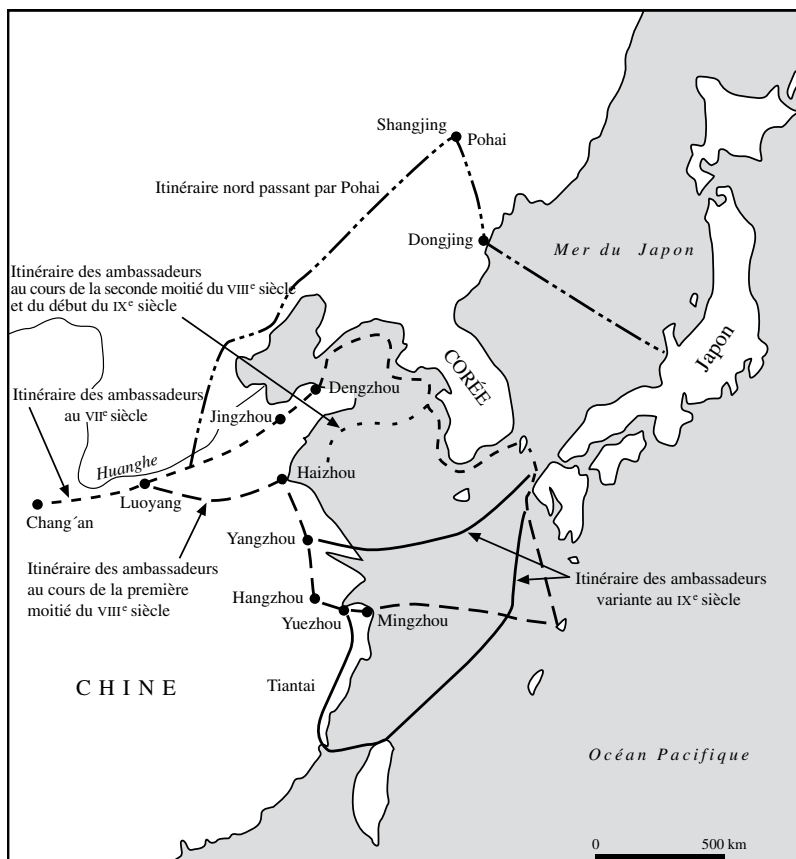 Shangjing
Pohai
Itinéraire nord passant par Pohai
Dongjing
Mer du Japon
Itinéraire des ambassadeurs
au cours de la seconde moitié du VIIIe siècle
et du début du IXe siècle
Japon
CORÉE
Dengzhou
Itinéraire des ambassadeurs
au VIIe siècle
Jingzhou
Huanghe
Haizhou
Luoyang
Chang´an
Yangzhou
Itinéraire des ambassadeurs
au cours de la première
moitié du VIIIe siècle
Itinéraire des ambassadeurs
variante au IXe siècle
Hangzhou
Yuezhou
Mingzhou
CHINE
Tiantai
Océan Pacifique
0 500 km